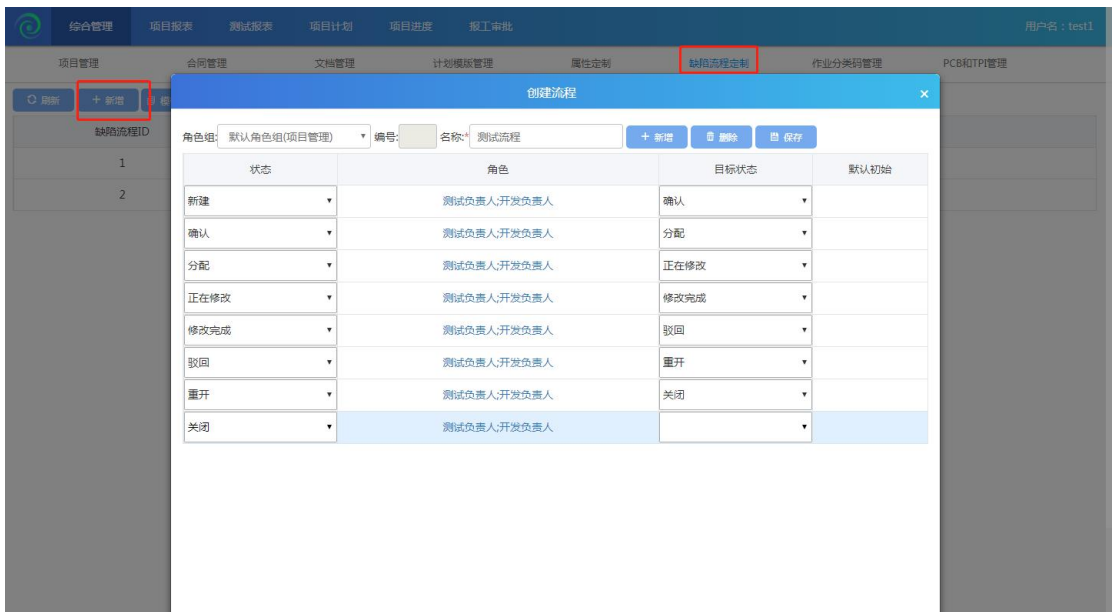 综合管理 项目报表 测试报表 项目计划 项目进度 报工审批 用户名：test1
项目管理 合同管理 文档管理 计划模版管理 属性定制 缺陷流程定制 作业分类码管理 PCB和TPI管理
刷新 + 新增
创建流程 ×
缺陷流程ID
角色组: 默认角色组(项目管理) 编号: 名称:* 测试流程 + 新增 删除 保存
状态 角色 目标状态 默认初始
1
2
新建 测试负责人;开发负责人 确认
确认 测试负责人;开发负责人 分配
分配 测试负责人;开发负责人 正在修改
正在修改 测试负责人;开发负责人 修改完成
修改完成 测试负责人;开发负责人 驳回
驳回 测试负责人;开发负责人 重开
重开 测试负责人;开发负责人 关闭
关闭 测试负责人;开发负责人